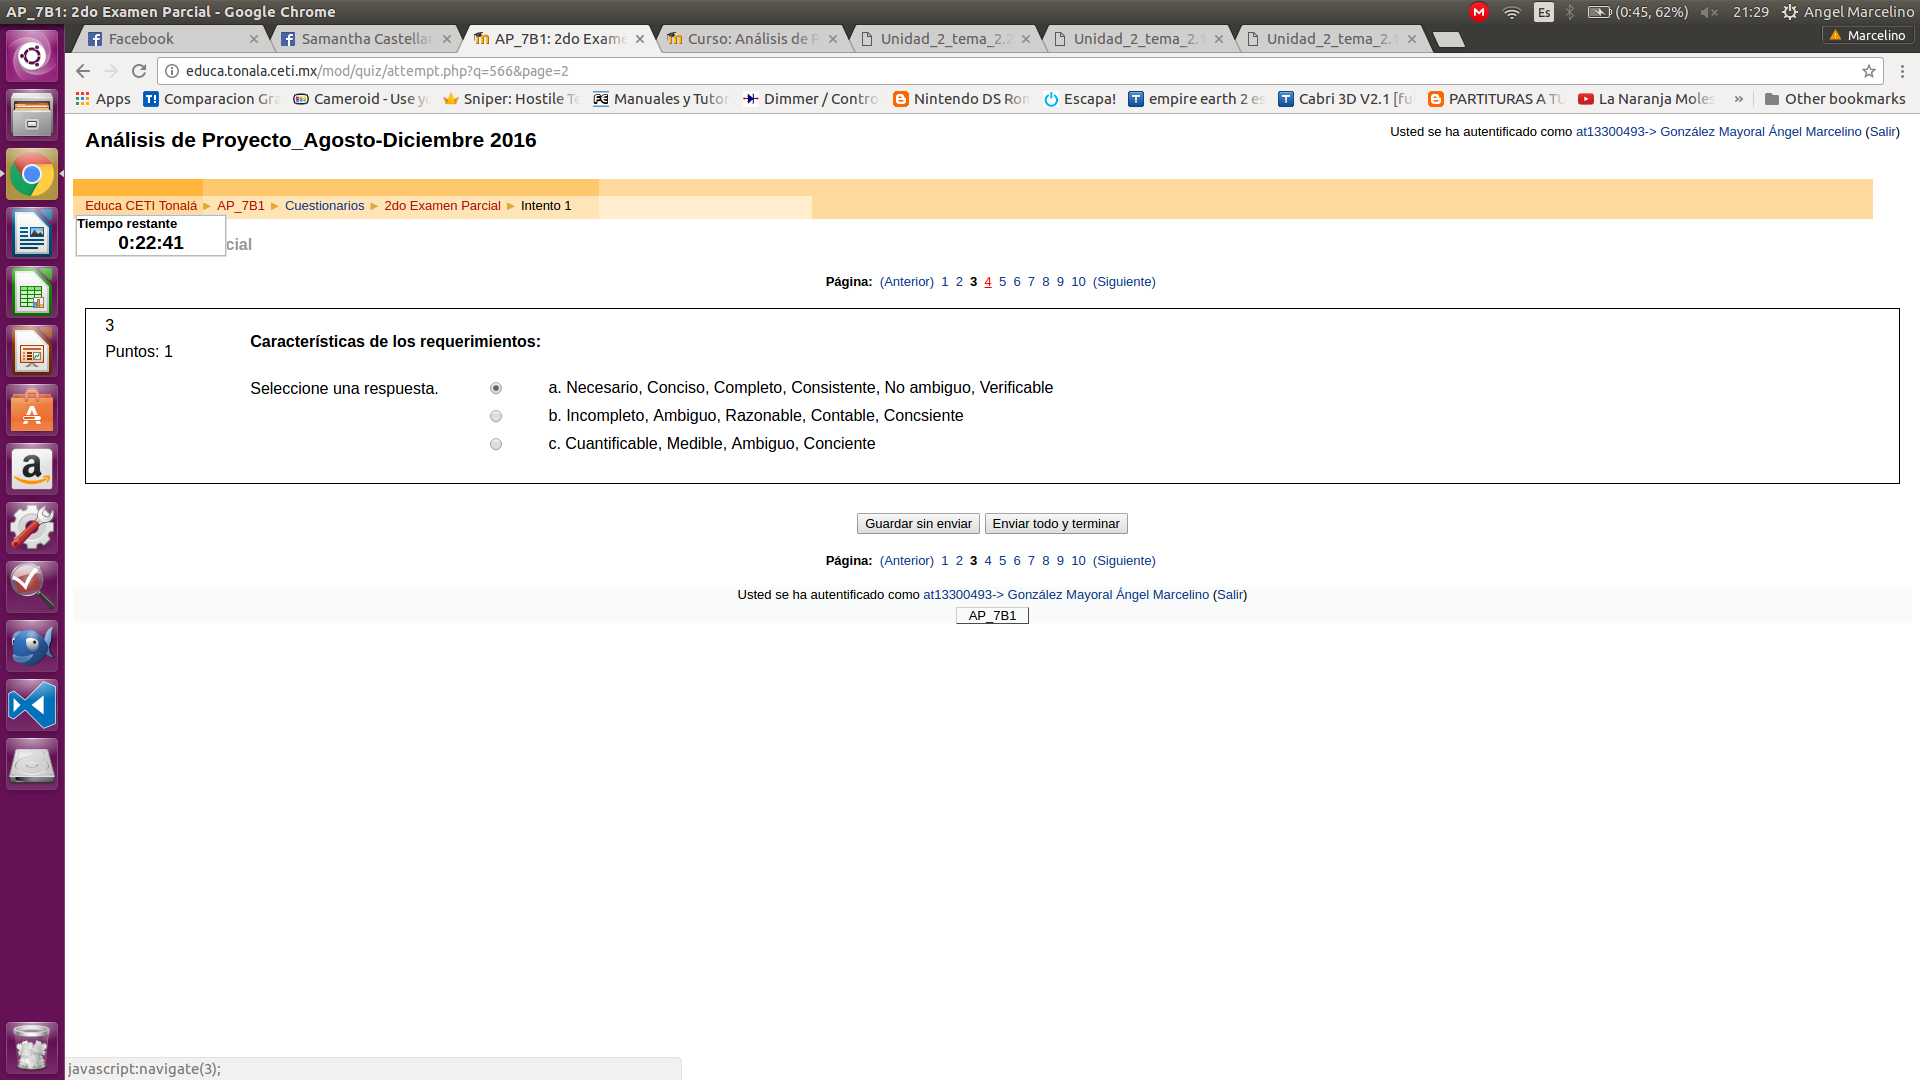 AP_7B1: 2do Examen Parcial - Google Chrome
Es
(0:45, 62%)
21:29
Angel Marcelino
Facebook
Samantha Castellar
AP_7B1: 2do Exame
Curso: Análisis de P
Unidad_2_tema_2.2
Unidad_2_tema_2.1
Unidad_2_tema_2.1
Marcelino
educa.tonala.ceti.mx/mod/quiz/attempt.php?q=566&page=2
Apps
Comparacion Gra
Cameroid - Use yo
Sniper: Hostile Te
Manuales y Tutor
Dimmer / Contro
Nintendo DS Rom
Escapa!
empire earth 2 es
Cabri 3D V2.1 [fu
PARTITURAS A TU
La Naranja Moles
»
Other bookmarks
Análisis de Proyecto_Agosto-Diciembre 2016
Usted se ha autentificado como at13300493-> González Mayoral Ángel Marcelino (Salir)
Educa CETI Tonalá ► AP_7B1 ► Cuestionarios ► 2do Examen Parcial ► Intento 1
Tiempo restante
0:22:41
cial
Página: (Anterior) 1 2 3 4 5 6 7 8 9 10 (Siguiente)
3
Puntos: 1
Características de los requerimientos:
Seleccione una respuesta.
a. Necesario, Conciso, Completo, Consistente, No ambiguo, Verificable
b. Incompleto, Ambiguo, Razonable, Contable, Concsiente
c. Cuantificable, Medible, Ambiguo, Conciente
Guardar sin enviar
Enviar todo y terminar
Página: (Anterior) 1 2 3 4 5 6 7 8 9 10 (Siguiente)
Usted se ha autentificado como at13300493-> González Mayoral Ángel Marcelino (Salir)
AP_7B1
javascript:navigate(3);